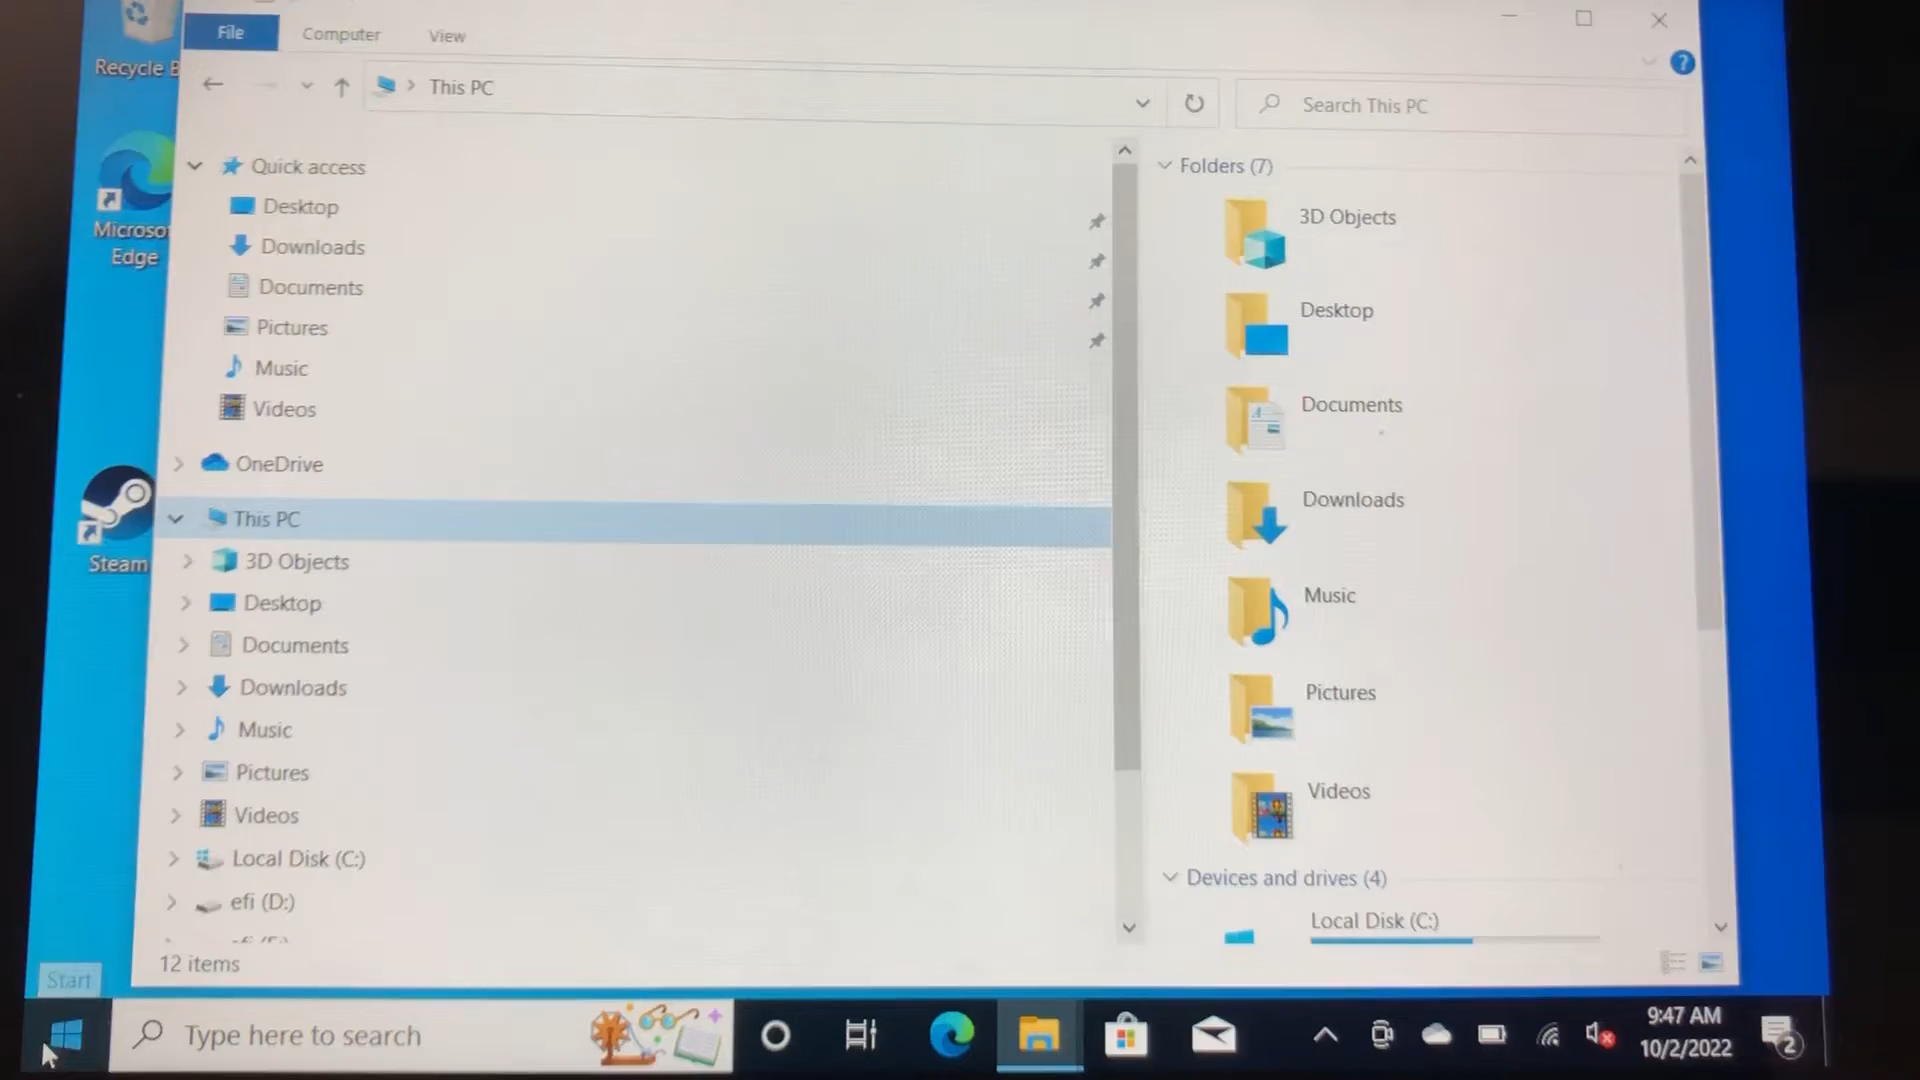 File
Computer
View
This PC
Search This PC
?
Recycle B
Microsof
Edge
Steam
Quick access
Desktop
Downloads
Documents
Pictures
Music
Videos
OneDrive
This PC
3D Objects
Desktop
Documents
Downloads
Music
Pictures
Videos
Local Disk (C:)
efi (D:)
Folders (7)
3D Objects
Desktop
Documents
Downloads
Music
Pictures
Videos
Devices and drives (4)
Local Disk (C:)
12 items
Start
Type here to search
9:47 AM
10/2/2022
2